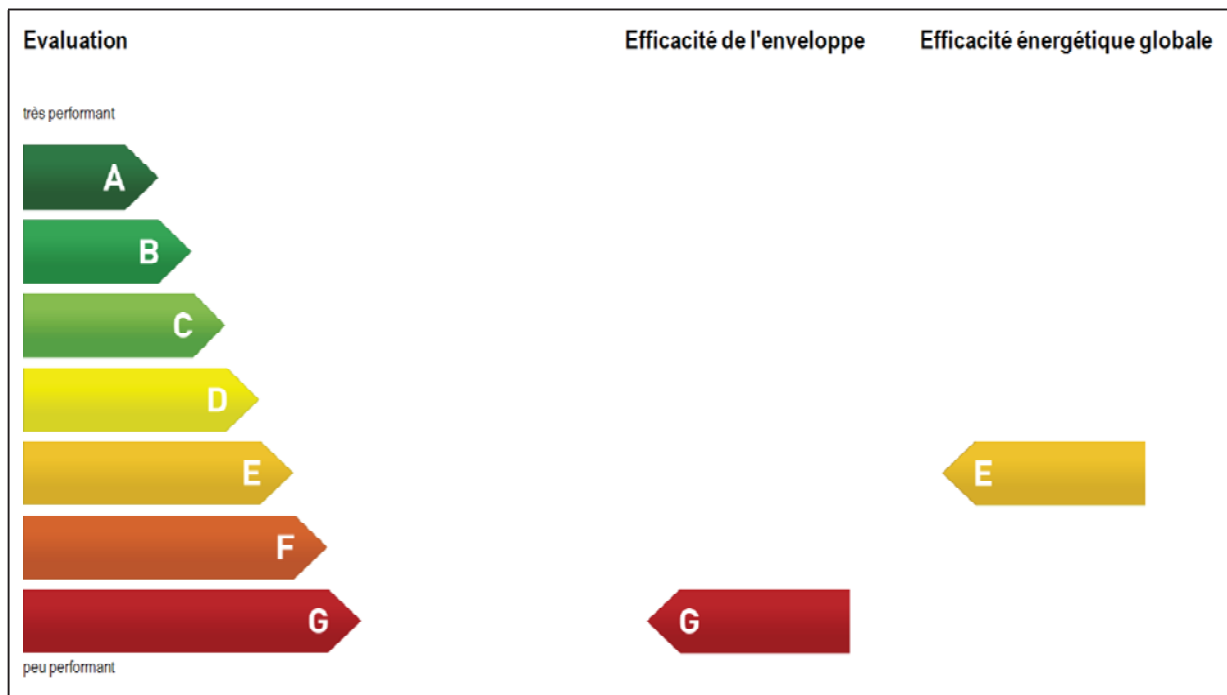 Evaluation Efficacité de l'enveloppe Efficacité énergétique globale
très performant
A
B
C
D
E E
F
G G
peu performant